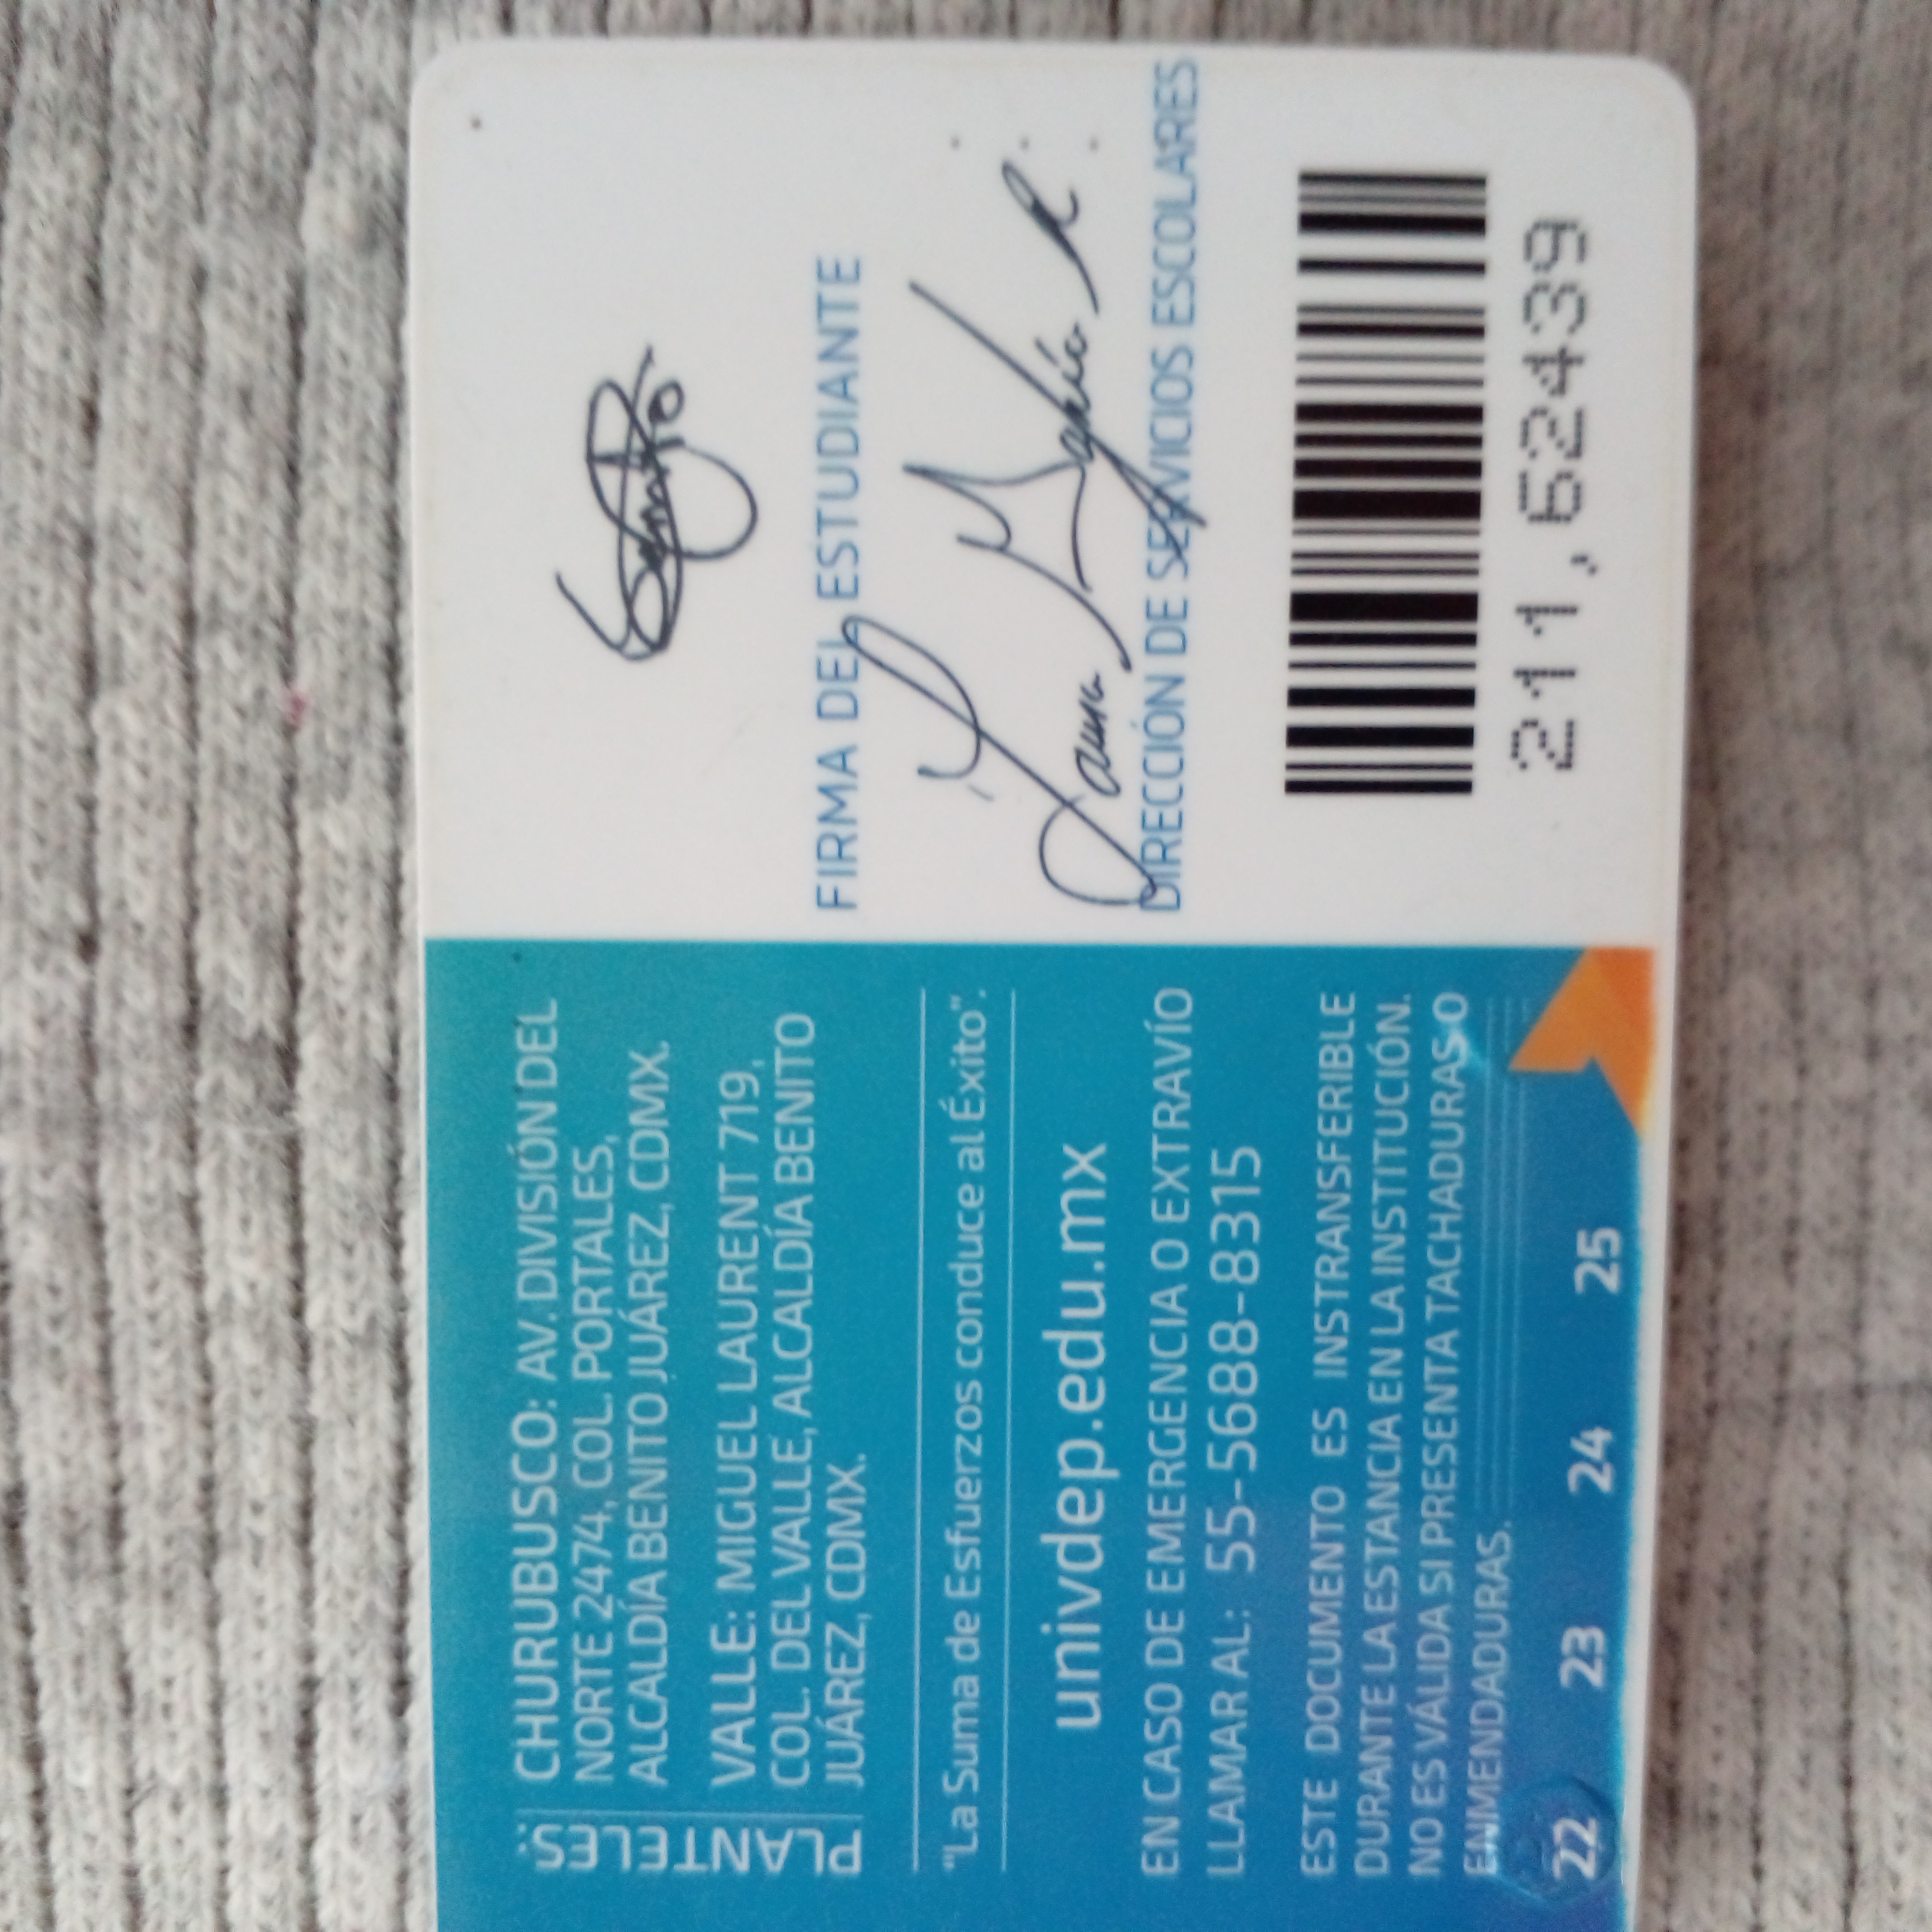 PLANTELES:
CHURUBUSCO: AV. DIVISIÓN DEL
NORTE 2474, COL. PORTALES,
ALCALDÍA BENITO JUÁREZ, CDMX.
VALLE: MIGUEL LAURENT 719,
COL. DEL VALLE, ALCALDÍA BENITO
JUÁREZ, CDMX.
"La Suma de Esfuerzos conduce al Éxito".
univdep.edu.mx
EN CASO DE EMERGENCIA O EXTRAVÍO
LLAMAR AL: 55-5688-8315
ESTE DOCUMENTO ES INSTRANSFERIBLE
DURANTE LA ESTANCIA EN LA INSTITUCIÓN.
NO ES VÁLIDA SI PRESENTA TACHADURAS O
ENMENDADURAS.
22 23 24 25
FIRMA DEL ESTUDIANTE
DIRECCIÓN DE SERVICIOS ESCOLARES
211,62439